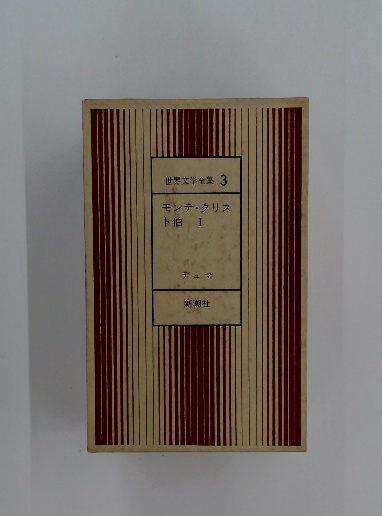 世界文学全集 3
モンテ・クリス
ト伯 I
デュマ
新潮社